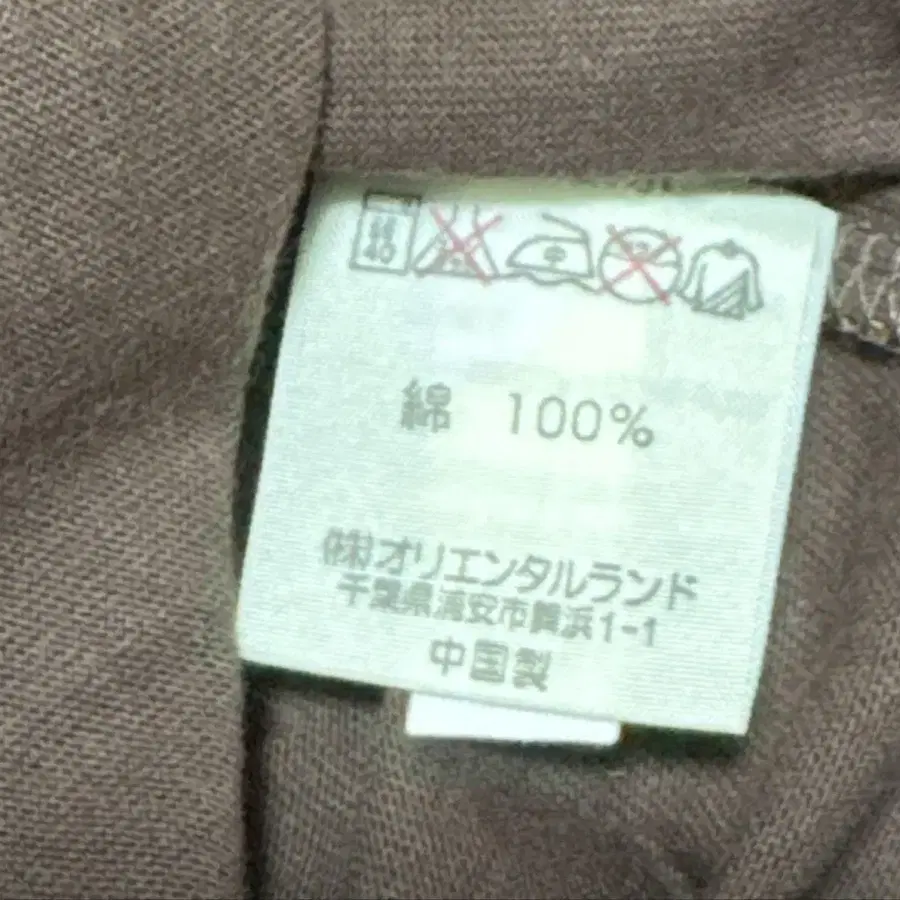 40
中
綿 100%
(株)オリエンタルランド
千葉県浦安市舞浜1-1
中国製